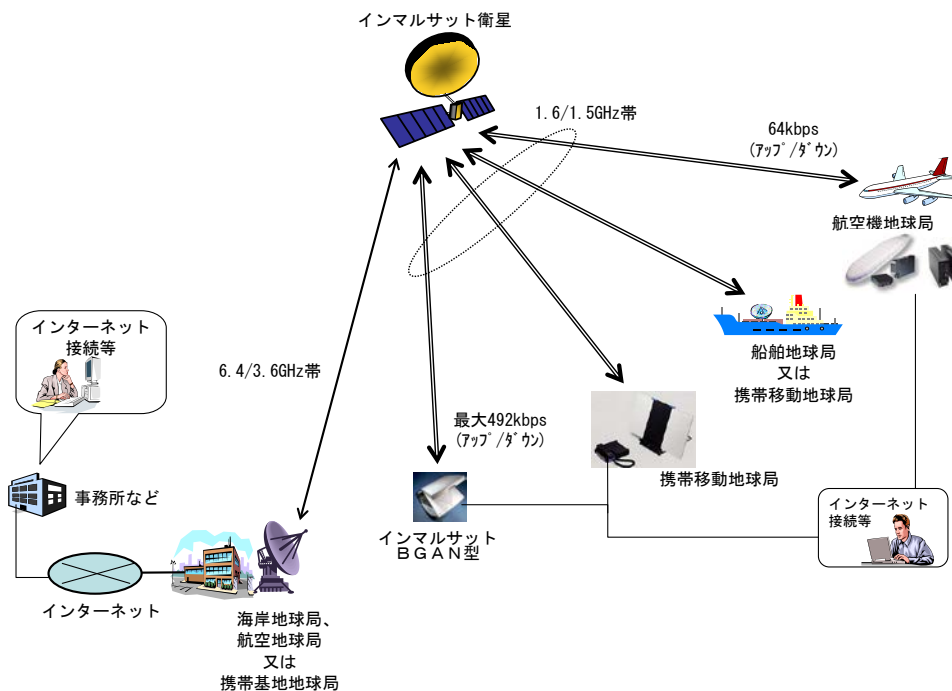 インマルサット衛星
1.6/1.5GHz帯
64kbps
(ｱｯﾌﾟ/ﾀﾞｳﾝ)
航空機地球局
インターネット
接続等
6.4/3.6GHz帯
船舶地球局
又は
携帯移動地球局
最大492kbps
(ｱｯﾌﾟ/ﾀﾞｳﾝ)
携帯移動地球局
事務所など
インターネット
接続等
インマルサット
ＢＧＡＮ型
インターネット
海岸地球局、
航空地球局
又は
携帯基地地球局